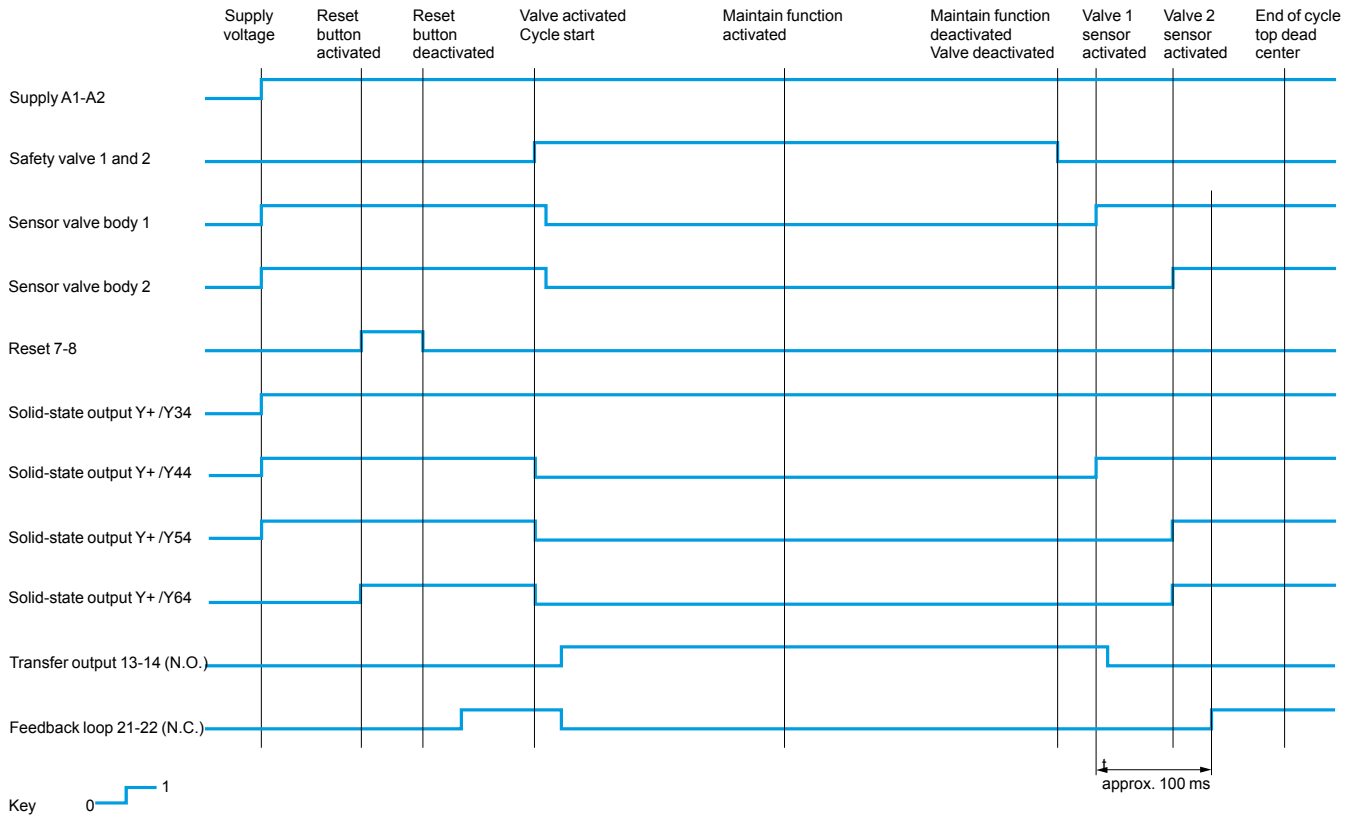 Supply
voltage
Reset
button
activated
Reset
button
deactivated
Valve activated
Cycle start
Maintain function
activated
Maintain function
deactivated
Valve deactivated
Valve 1
sensor
activated
Valve 2
sensor
activated
End of cycle
top dead
center
Supply A1-A2
Safety valve 1 and 2
Sensor valve body 1
Sensor valve body 2
Reset 7-8
Solid-state output Y+ /Y34
Solid-state output Y+ /Y44
Solid-state output Y+ /Y54
Solid-state output Y+ /Y64
Transfer output 13-14 (N.O.)
Feedback loop 21-22 (N.C.)
t
approx. 100 ms
Key 0 1